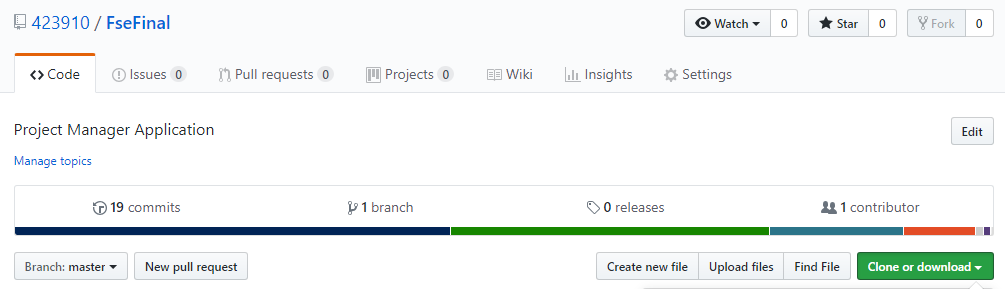 423910 / FseFinal Watch 0 Star 0 Fork 0
Code Issues 0 Pull requests 0 Projects 0 Wiki Insights Settings
Project Manager Application Edit
Manage topics
19 commits 1 branch 0 releases 1 contributor
Branch: master New pull request Create new file Upload files Find File Clone or download